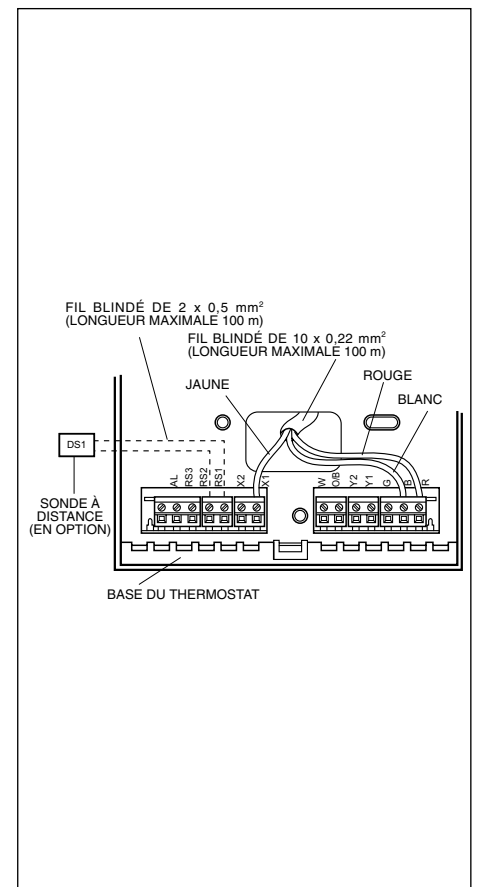 FIL BLINDÉ DE 2 x 0,5 mm²
(LONGUEUR MAXIMALE 100 m)
FIL BLINDÉ DE 10 x 0,22 mm²
(LONGUEUR MAXIMALE 100 m)
JAUNE
ROUGE
BLANC
DS1
SONDE À
DISTANCE
(EN OPTION)
AL
RS3
RS2
RS1
X2
X1
W
O/B
Y2
Y1
G
B
R
BASE DU THERMOSTAT